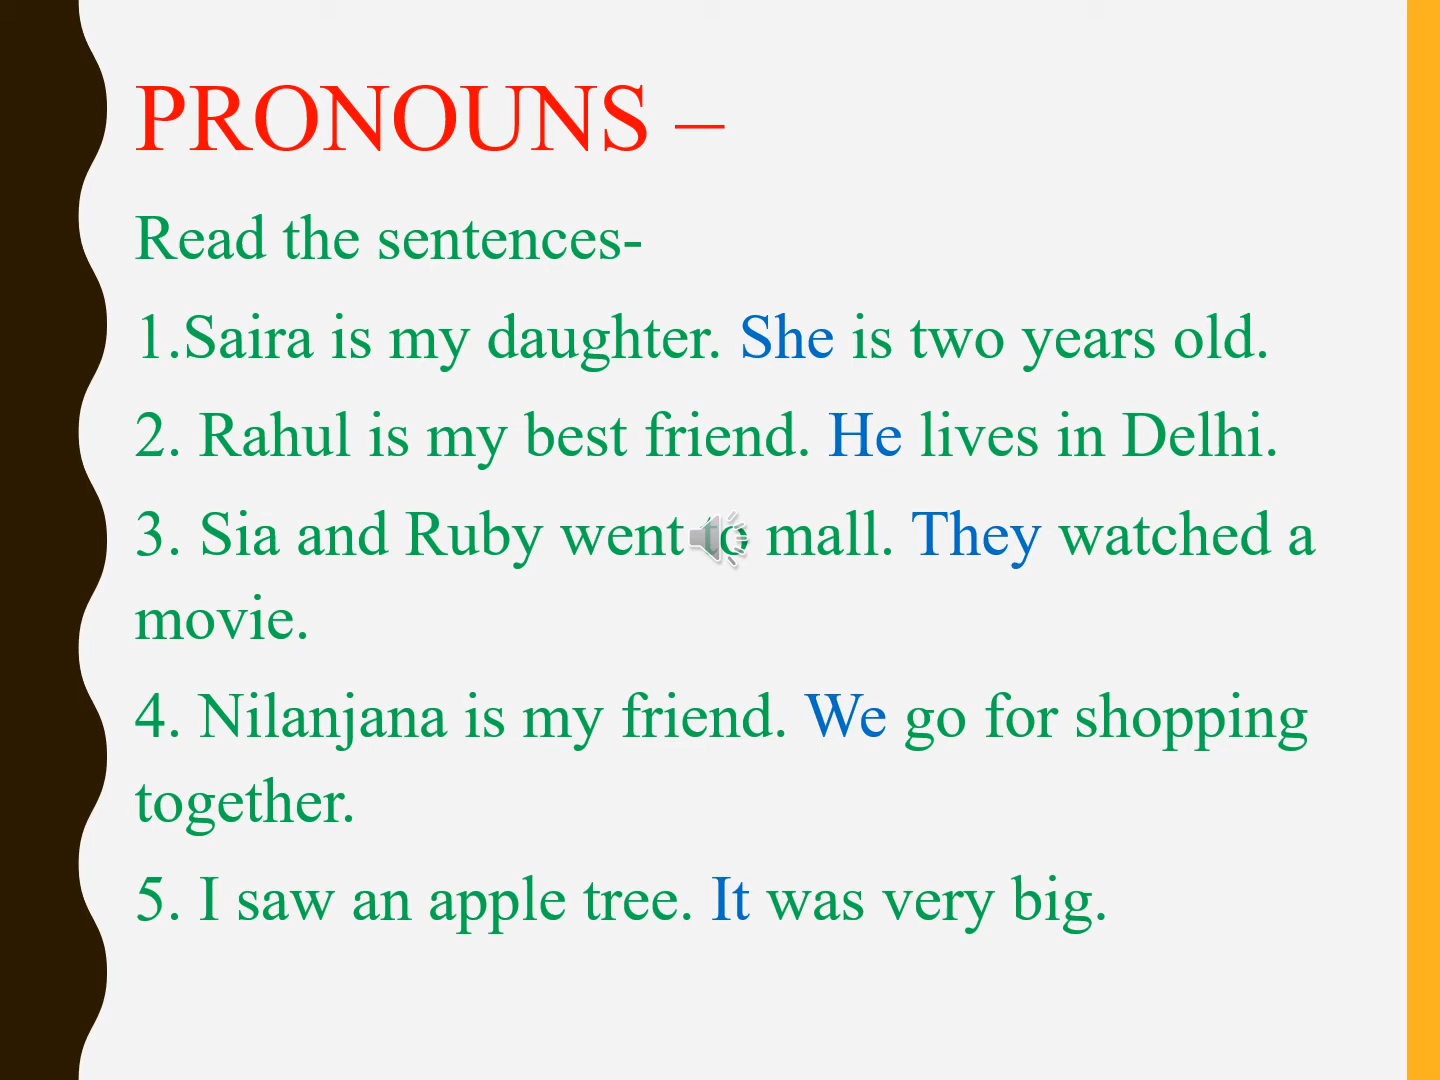 PRONOUNS –
Read the sentences-
1.Saira is my daughter. She is two years old.
2. Rahul is my best friend. He lives in Delhi.
3. Sia and Ruby went to mall. They watched a
movie.
4. Nilanjana is my friend. We go for shopping
together.
5. I saw an apple tree. It was very big.